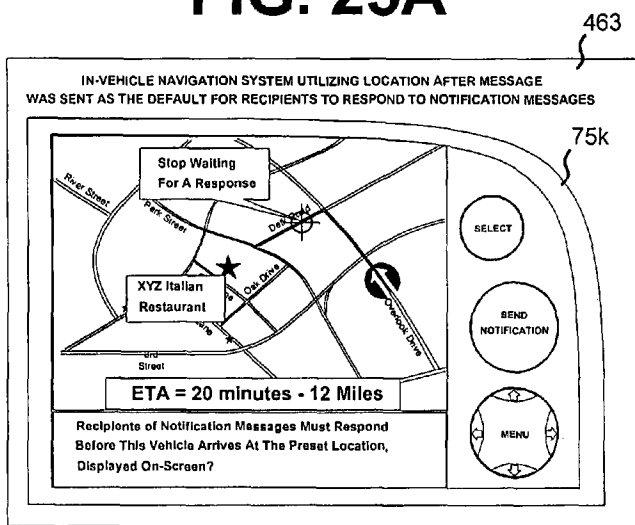 FIG. 23A
463
IN-VEHICLE NAVIGATION SYSTEM UTILIZING LOCATION AFTER MESSAGE
WAS SENT AS THE DEFAULT FOR RECIPIENTS TO RESPOND TO NOTIFICATION MESSAGES
75k
Stop Waiting
For A Response
River Street
Park Street
SELECT
XYZ Italian
Restaurant
Oak Drive
Overlook Drive
SEND
NOTIFICATION
3rd
Street
ETA = 20 minutes - 12 Miles
MENU
Recipients of Notification Messages Must Respond
Before This Vehicle Arrives At The Preset Location,
Displayed On-Screen?